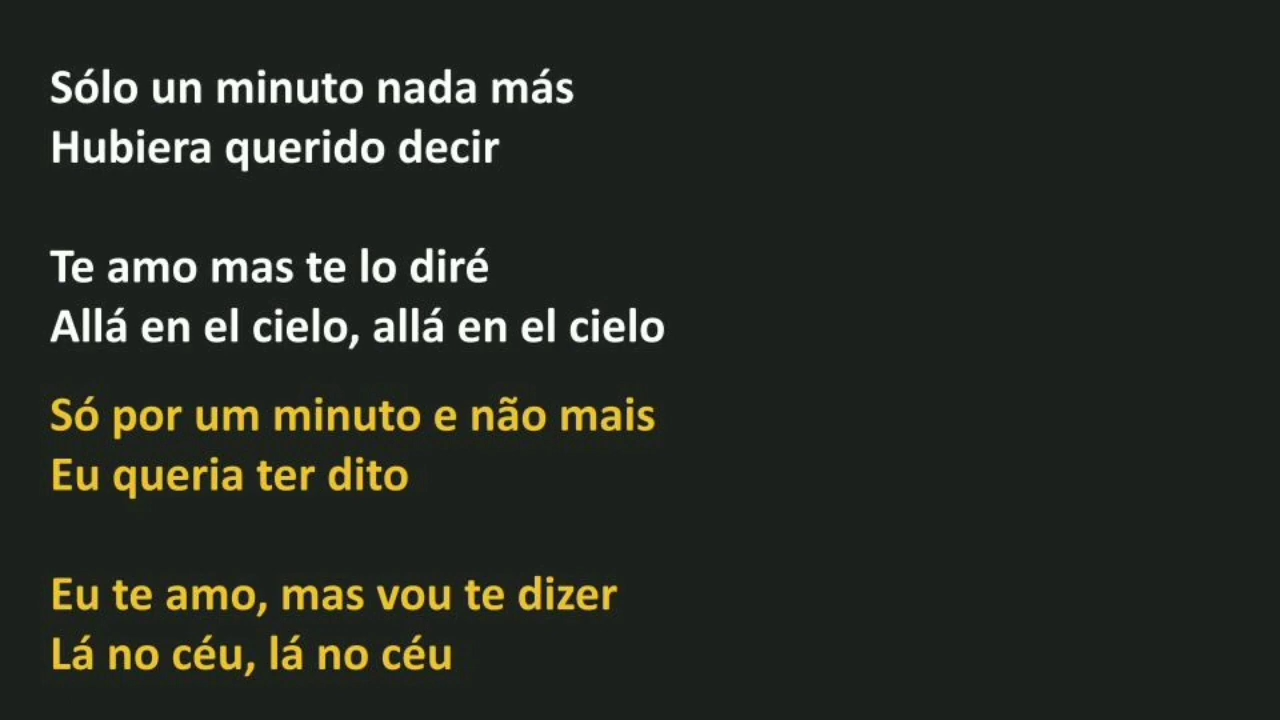 Sólo un minuto nada más
Hubiera querido decir
Te amo mas te lo diré
Allá en el cielo, allá en el cielo
Só por um minuto e não mais
Eu queria ter dito
Eu te amo, mas vou te dizer
Lá no céu, lá no céu